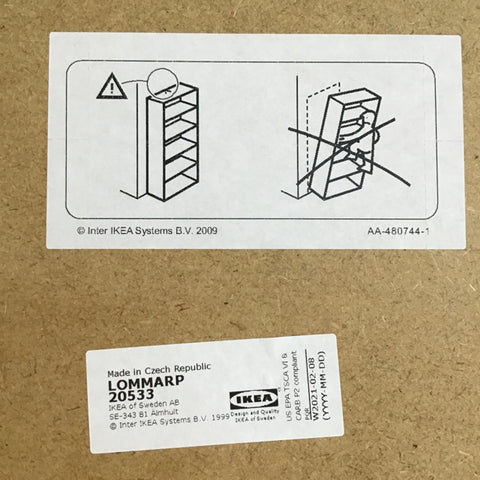 © Inter IKEA Systems B.V. 2009
AA-480744-1
Made in Czech Republic
LOMMARP
20533
IKEA of Sweden AB
SE-343 81 Älmhult
© Inter IKEA Systems B.V. 1999
IKEA
Design and Quality
IKEA of Sweden
US EPA TSCA VI &
CARB P2 compliant
FOR
W2021-02-08
(YYYY-MM-DD)